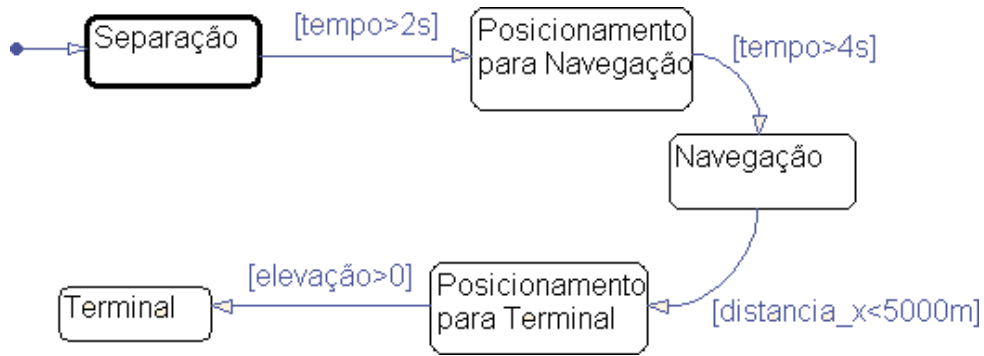 Separação
[tempo>2s]
Posicionamento
para Navegação
[tempo>4s]
Navegação
[distancia_x<5000m]
Posicionamento
para Terminal
[elevação>0]
Terminal